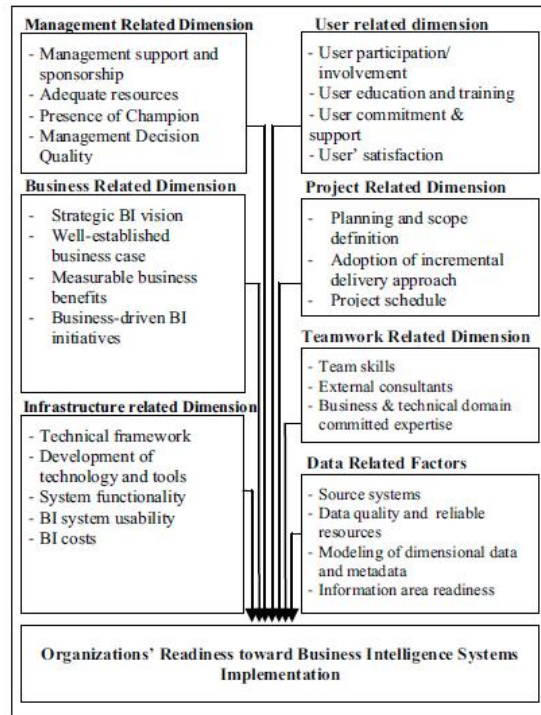 Management Related Dimension
- Management support and
sponsorship
- Adequate resources
- Presence of Champion
- Management Decision
Quality
Business Related Dimension
- Strategic BI vision
- Well-established
business case
- Measurable business
benefits
- Business-driven BI
initiatives
Infrastructure related Dimension
- Technical framework
- Development of
technology and tools
- System functionality
- BI system usability
- BI costs
User related dimension
- User participation/
involvement
- User education and training
- User commitment &
support
- User' satisfaction
Project Related Dimension
- Planning and scope
definition
- Adoption of incremental
delivery approach
- Project schedule
Teamwork Related Dimension
- Team skills
- External consultants
- Business & technical domain
committed expertise
Data Related Factors
- Source systems
- Data quality and reliable
resources
- Modeling of dimensional data
and metadata
- Information area readiness
Organizations' Readiness toward Business Intelligence Systems
Implementation